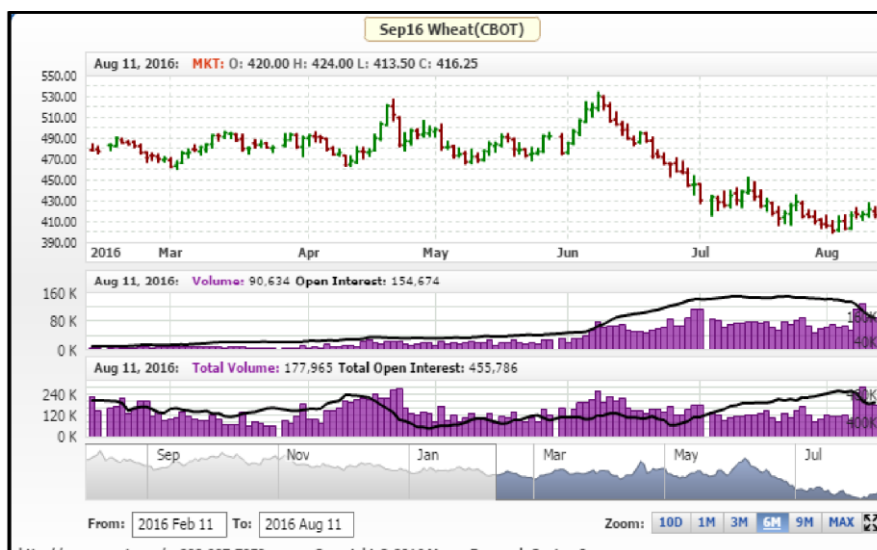 Sep16 Wheat(CBOT)
Aug 11, 2016: MKT: O: 420.00 H: 424.00 L: 413.50 C: 416.25
550.00
530.00
510.00
490.00
470.00
450.00
430.00
410.00
390.00
2016 Mar Apr May Jun Jul Aug
Aug 11, 2016: Volume: 90,634 Open Interest: 154,674
160 K
80 K
0 K
40K
Aug 11, 2016: Total Volume: 177,965 Total Open Interest: 455,786
240 K
120 K
0 K
400K
Sep Nov Jan Mar May Jul
From: 2016 Feb 11 To: 2016 Aug 11 Zoom: 10D 1M 3M 6M 9M MAX